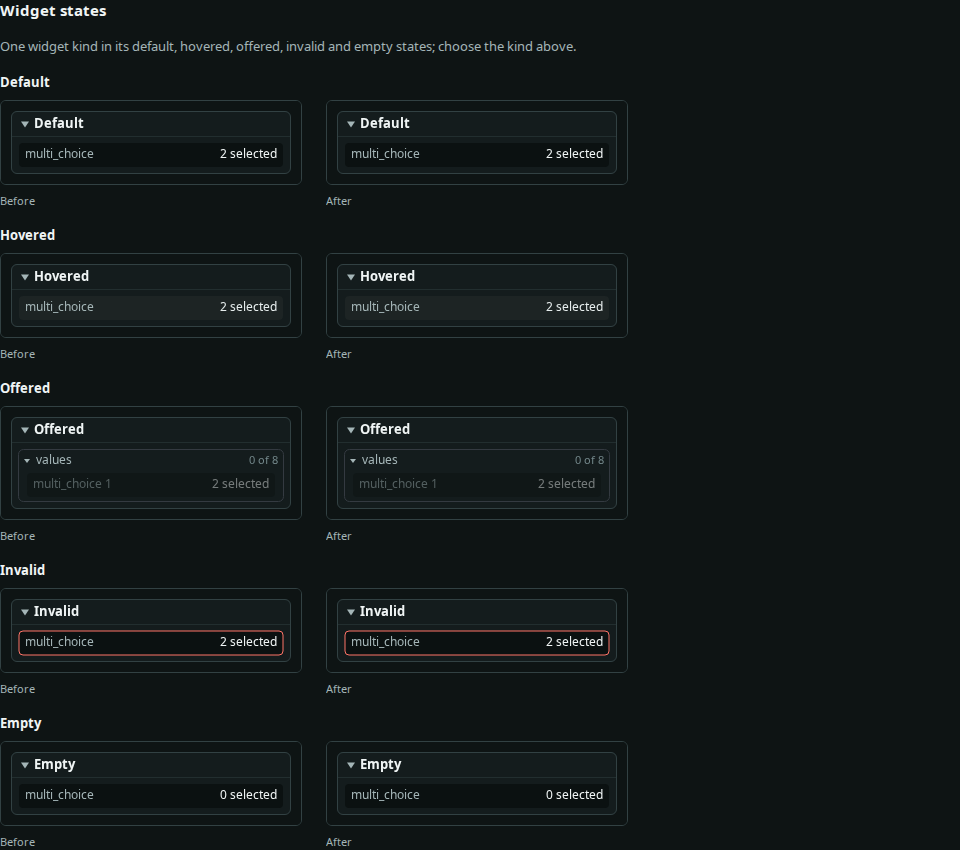 Widget states
One widget kind in its default, hovered, offered, invalid and empty states; choose the kind above.
Default
Default
multi_choice 2 selected
Before
Default
multi_choice 2 selected
After
Hovered
Hovered
multi_choice 2 selected
Before
Hovered
multi_choice 2 selected
After
Offered
Offered
values 0 of 8
multi_choice 1 2 selected
Before
Offered
values 0 of 8
multi_choice 1 2 selected
After
Invalid
Invalid
multi_choice 2 selected
Before
Invalid
multi_choice 2 selected
After
Empty
Empty
multi_choice 0 selected
Before
Empty
multi_choice 0 selected
After